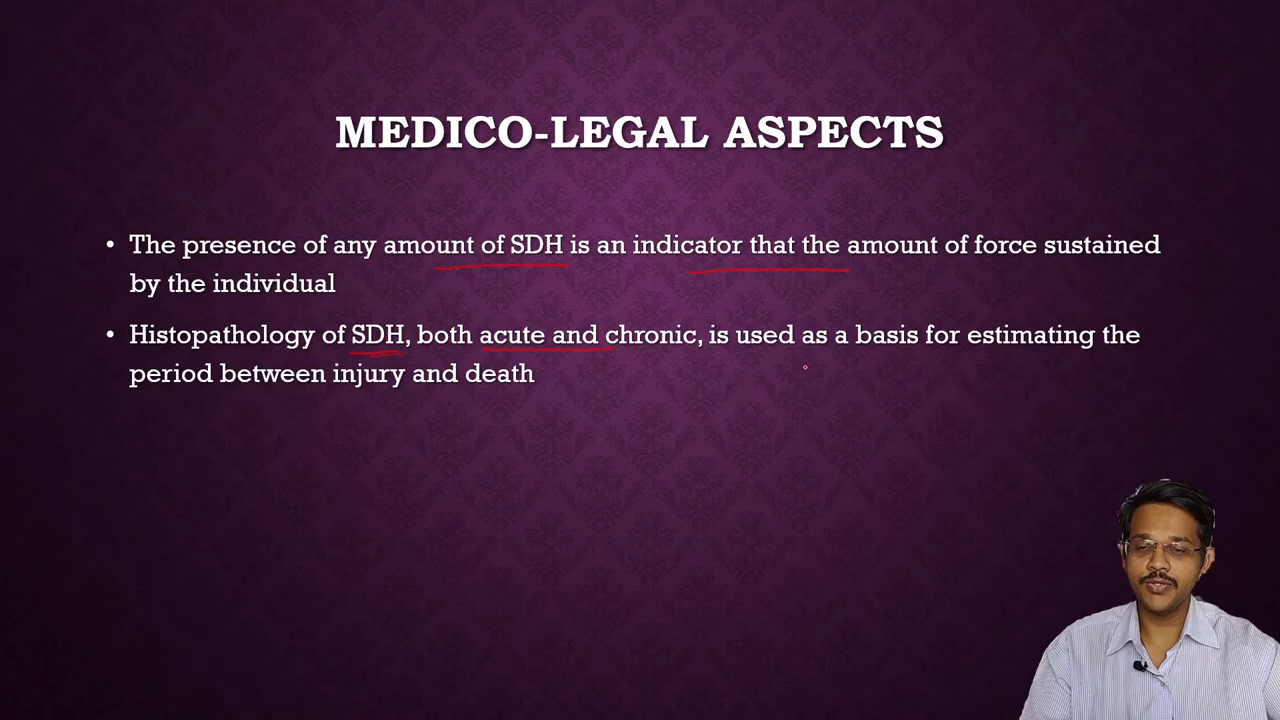 MEDICO-LEGAL ASPECTS
• The presence of any amount of SDH is an indicator that the amount of force sustained
by the individual
• Histopathology of SDH, both acute and chronic, is used as a basis for estimating the
period between injury and death